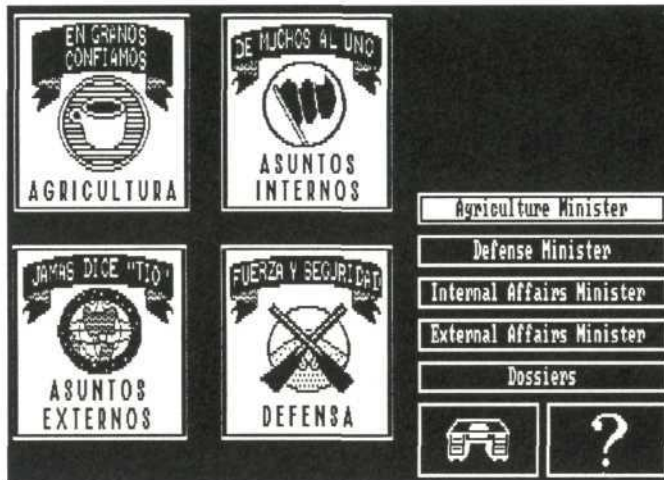 EN GRANOS
CONFIAMOS
AGRICULTURA
DE MUCHOS AL UNO
ASUNTOS
INTERNOS
JAMAS DICE "TIO"
ASUNTOS
EXTERNOS
FUERZA Y SEGURIDAD
DEFENSA
Agriculture Minister
Defense Minister
Internal Affairs Minister
External Affairs Minister
Dossiers
?